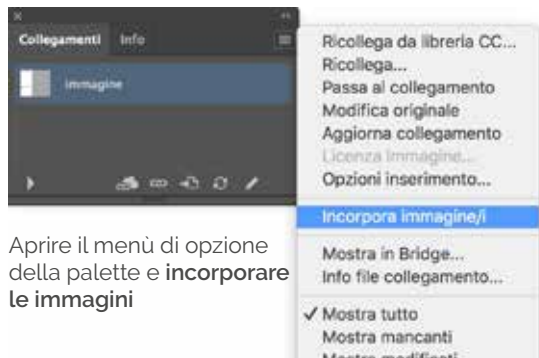 Collegamenti Info
immagine
Aprire il menù di opzione
della palette e incorporare
le immagini
Ricollega da libreria CC...
Ricollega...
Passa al collegamento
Modifica originale
Aggiorna collegamento
Licenza Immagine...
Opzioni inserimento...
Incorpora immagine/i
Mostra in Bridge...
Info file collegamento...
✓ Mostra tutto
Mostra mancanti
Mostra modificati